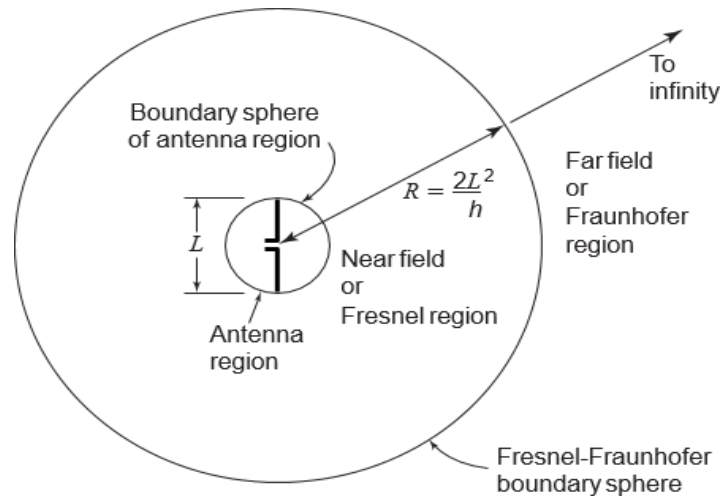 To
infinity
Boundary sphere
of antenna region
Far field
or
Fraunhofer
region
R = 2L²/h
L
Near field
or
Fresnel region
Antenna
region
Fresnel-Fraunhofer
boundary sphere